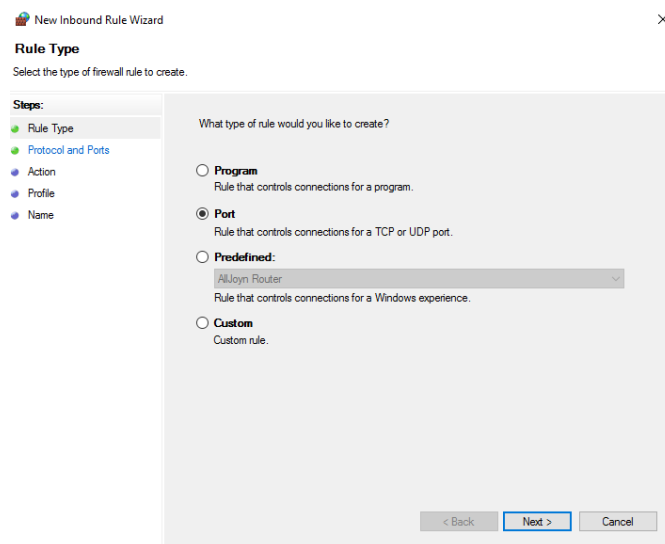 New Inbound Rule Wizard
Rule Type
Select the type of firewall rule to create.
Steps:
Rule Type
Protocol and Ports
Action
Profile
Name
What type of rule would you like to create?
Program
Rule that controls connections for a program.
Port
Rule that controls connections for a TCP or UDP port.
Predefined:
AllJoyn Router
Rule that controls connections for a Windows experience.
Custom
Custom rule.
< Back
Next >
Cancel